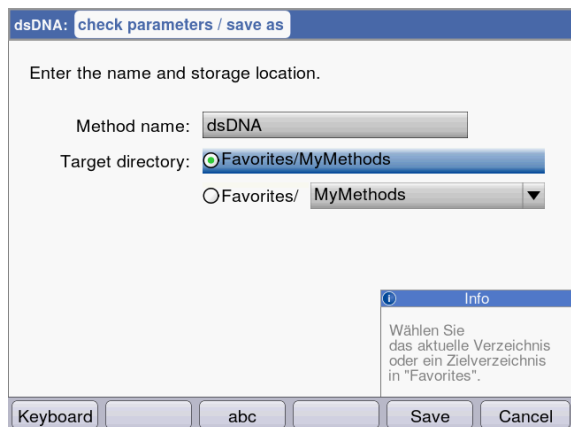 dsDNA: check parameters / save as
Enter the name and storage location.
Method name: dsDNA
Target directory: Favorites/MyMethods
Favorites/ MyMethods
Info
Wählen Sie
das aktuelle Verzeichnis
oder ein Zielverzeichnis
in "Favorites".
Keyboard abc Save Cancel